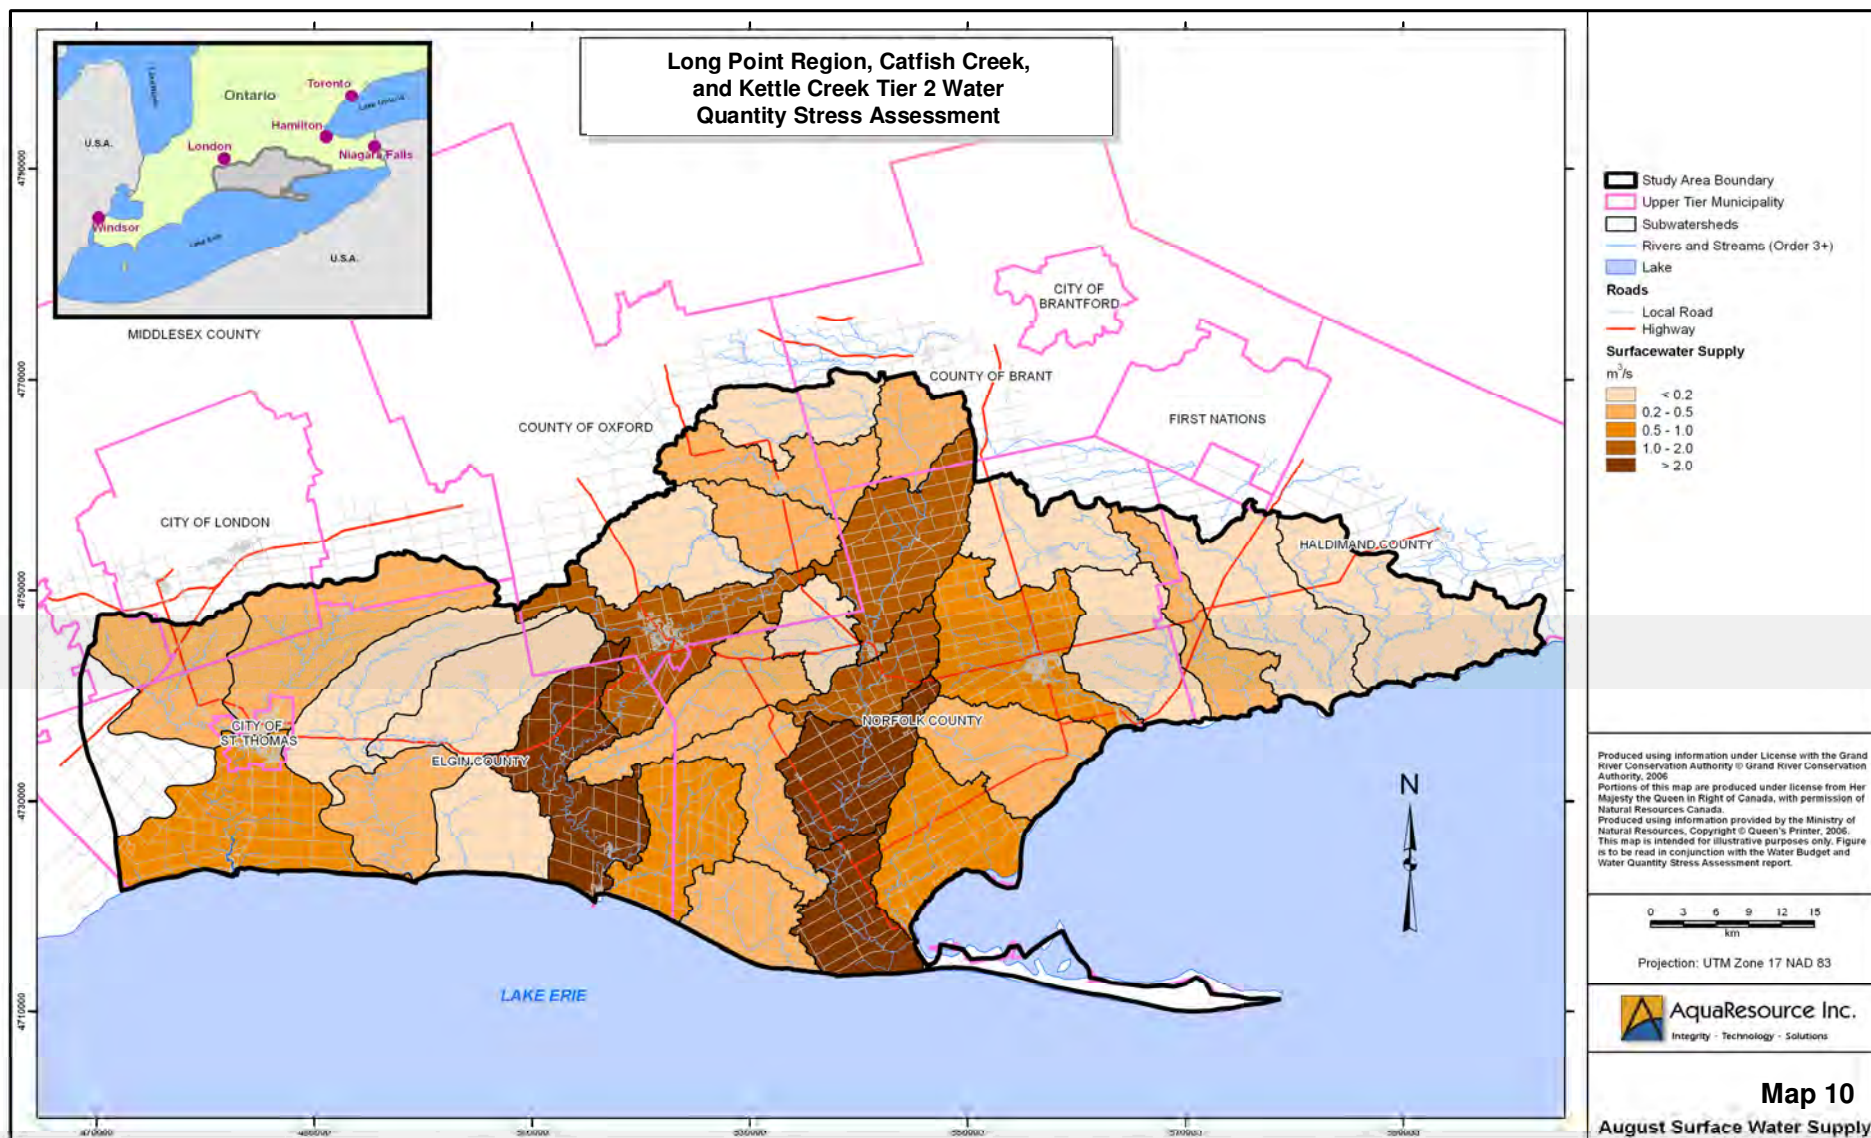 Long Point Region, Catfish Creek,
and Kettle Creek Tier 2 Water
Quantity Stress Assessment
Ontario
Toronto
Lake Ontario
Hamilton
U.S.A.
London
Niagara Falls
Windsor
Lake Erie
U.S.A.
MIDDLESEX COUNTY
CITY OF
BRANTFORD
COUNTY OF BRANT
COUNTY OF OXFORD
FIRST NATIONS
CITY OF LONDON
HALDIMAND COUNTY
NORFOLK COUNTY
CITY OF
ST THOMAS
ELGIN COUNTY
LAKE ERIE
N
4790000
4770000
4750000
4730000
4710000
Study Area Boundary
Upper Tier Municipality
Subwatersheds
Rivers and Streams (Order 3+)
Lake
Roads
Local Road
Highway
Surfacewater Supply
m³/s
< 0.2
0.2 - 0.5
0.5 - 1.0
1.0 - 2.0
> 2.0
Produced using information under License with the Grand
River Conservation Authority © Grand River Conservation
Authority, 2006
Portions of this map are produced under license from Her
Majesty the Queen in Right of Canada, with permission of
Natural Resources Canada.
Produced using information provided by the Ministry of
Natural Resources, Copyright © Queen's Printer, 2006.
This map is intended for illustrative purposes only. Figure
is to be read in conjunction with the Water Budget and
Water Quantity Stress Assessment report.
0 3 6 9 12 15
km
Projection: UTM Zone 17 NAD 83
AquaResource Inc.
Integrity - Technology - Solutions
Map 10
August Surface Water Supply